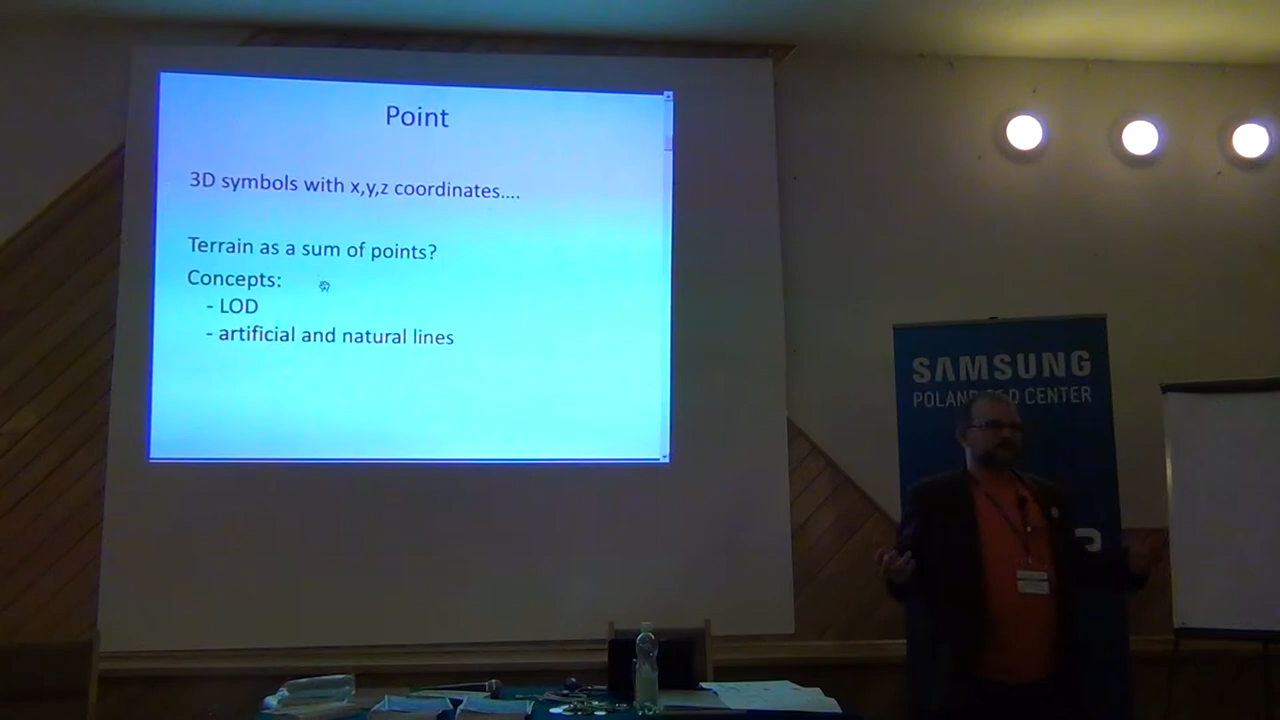 Point
3D symbols with x,y,z coordinates....
Terrain as a sum of points?
Concepts:
- LOD
- artificial and natural lines
SAMSUNG
POLAND R&D CENTER